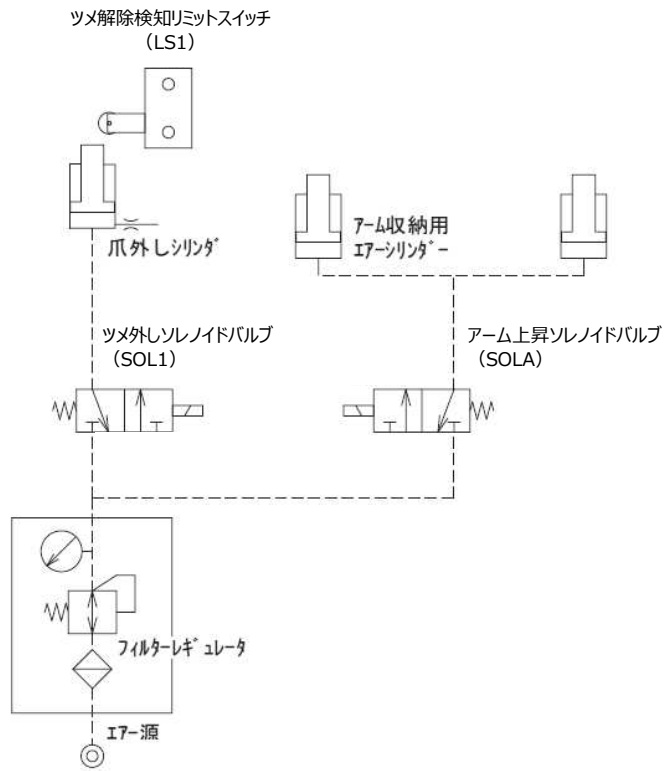 ツメ解除検知リミットスイッチ
（LS1）
爪外しシリンダ
アーム収納用
エアーシリンダー
ツメ外しソレノイドバルブ
（SOL1）
アーム上昇ソレノイドバルブ
（SOLA）
フィルターレギュレータ
エアー源